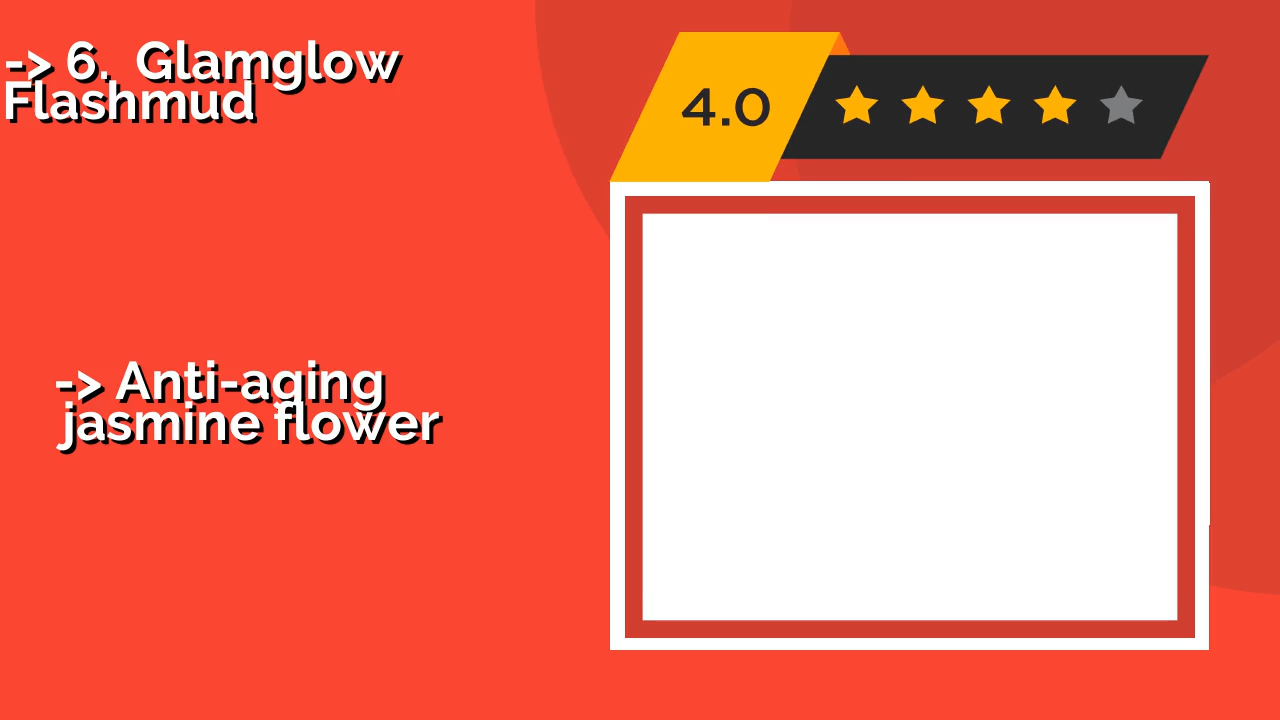 -> 6.  Glamglow
Flashmud
4.0
-> Anti-aging
jasmine flower